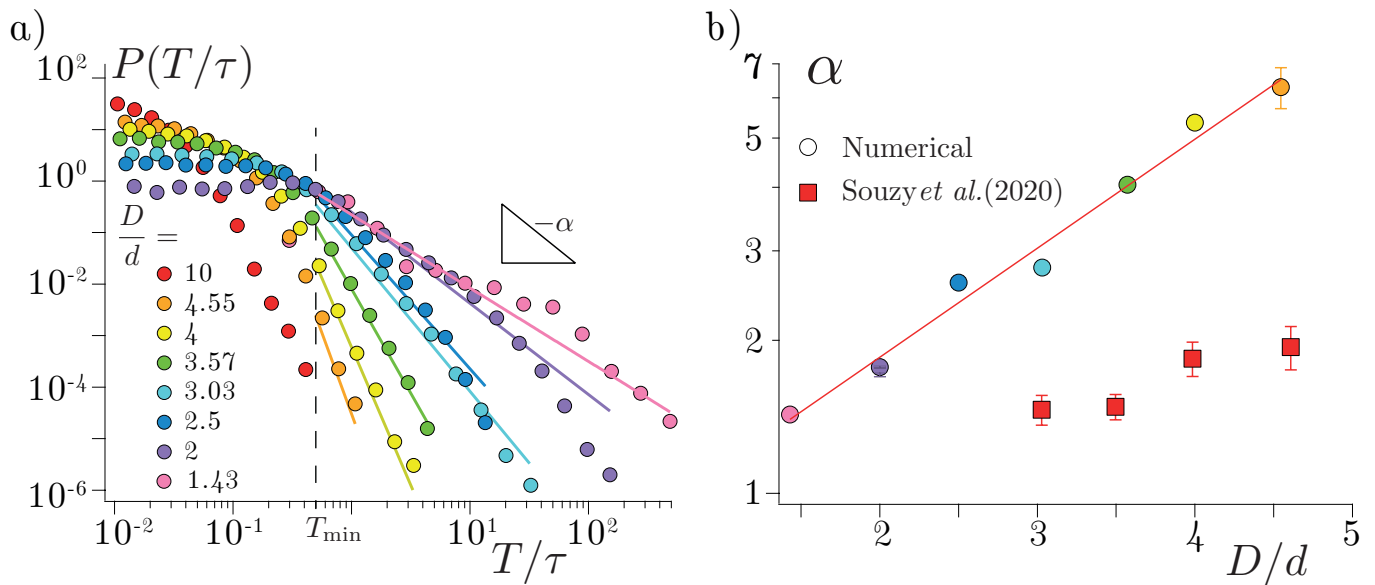 a)
P(T/τ)
10²
10⁰
10⁻²
10⁻⁴
10⁻⁶
D/d =
10
4.55
4
3.57
3.03
2.5
2
1.43
−α
10⁻² 10⁻¹ T_min 10¹ 10²
T/τ
b)
α
7
5
3
2
1
Numerical
Souzy et al.(2020)
2 3 4 5
D/d